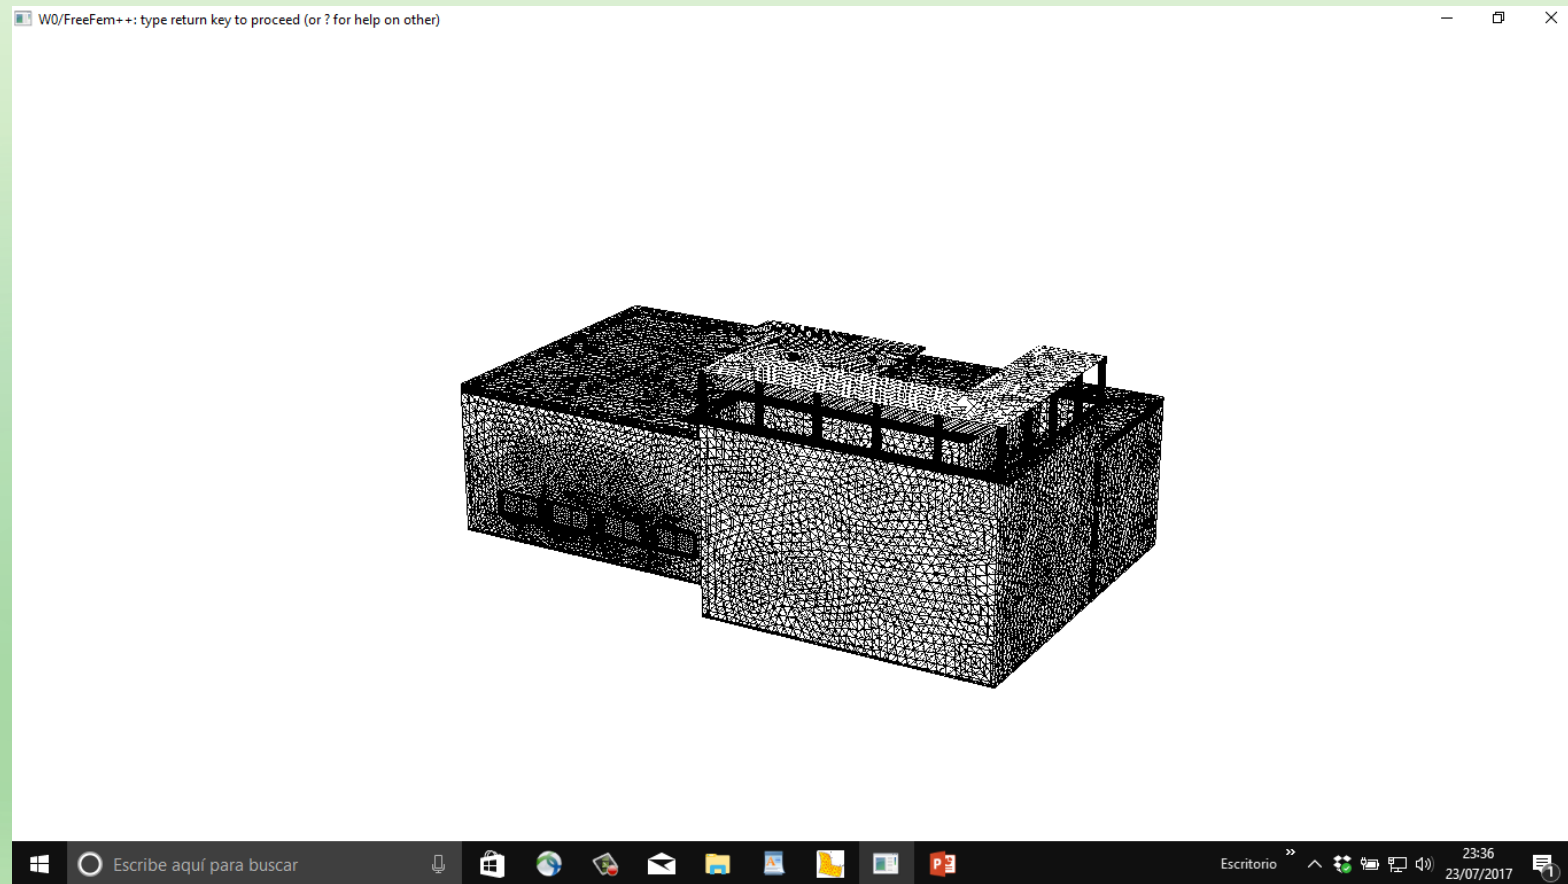 W0/FreeFem++: type return key to proceed (or ? for help on other)
Escribe aquí para buscar
Escritorio
»
23:36
23/07/2017
1